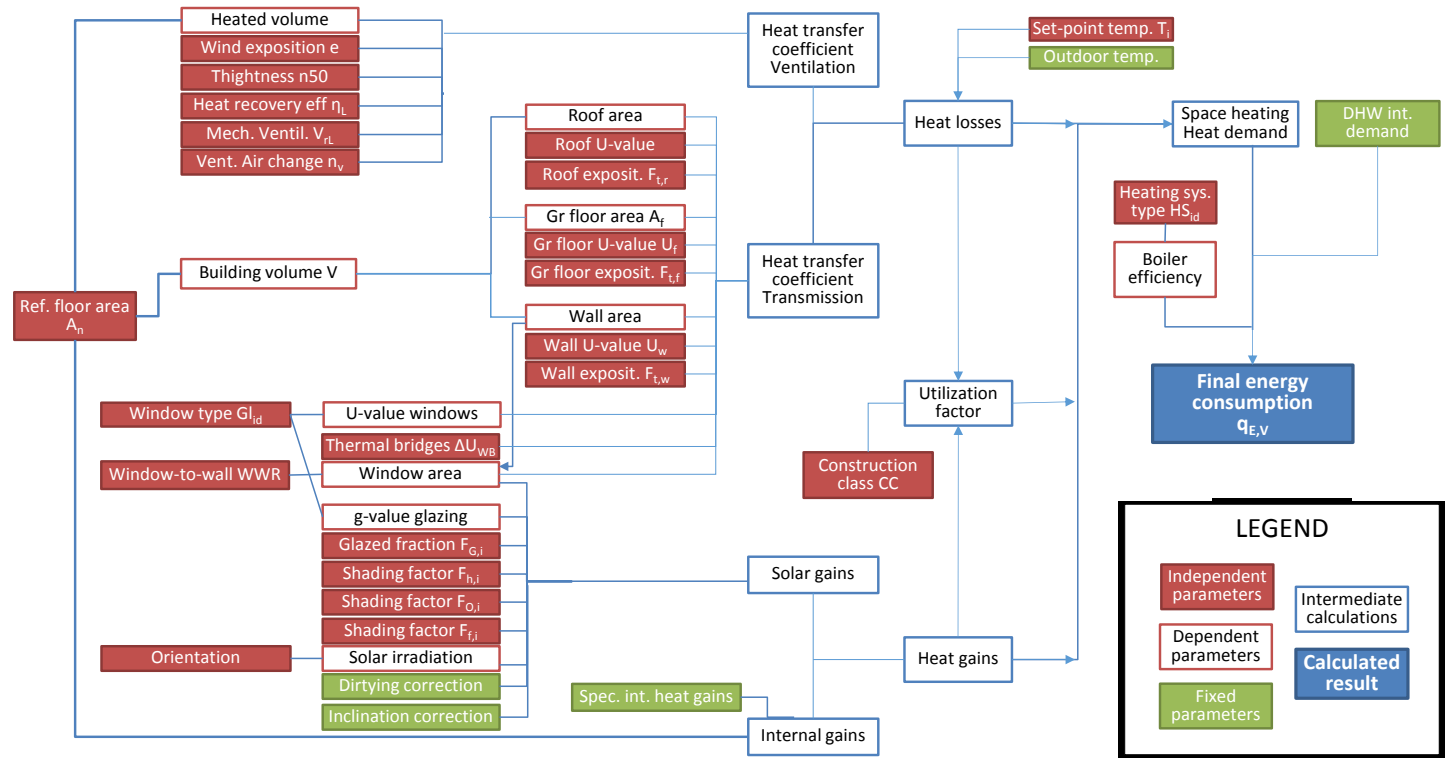 Heated volume
Wind exposition e
Thightness n50
Heat recovery eff ηL
Mech. Ventil. VrL
Vent. Air change nv
Heat transfer
coefficient
Ventilation
Set-point temp. Ti
Outdoor temp.
Roof area
Roof U-value
Roof exposit. Ft,r
Gr floor area Af
Gr floor U-value Uf
Gr floor exposit. Ft,f
Wall area
Wall U-value Uw
Wall exposit. Ft,w
Heat losses
Space heating
Heat demand
DHW int.
demand
Heating sys.
type HSid
Boiler
efficiency
Building volume V
Ref. floor area
An
Heat transfer
coefficient
Transmission
Window type Glid
U-value windows
Thermal bridges ΔUWB
Window-to-wall WWR
Window area
g-value glazing
Glazed fraction FG,i
Shading factor Fh,i
Shading factor FO,i
Shading factor Ff,i
Orientation
Solar irradiation
Dirtying correction
Inclination correction
Utilization
factor
Construction
class CC
Final energy
consumption
qE,V
Solar gains
Heat gains
Spec. int. heat gains
Internal gains
LEGEND
Independent
parameters
Dependent
parameters
Fixed
parameters
Intermediate
calculations
Calculated
result